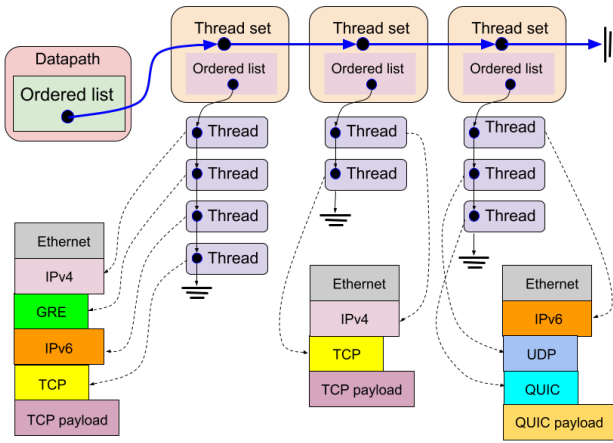 Datapath
Ordered list
Thread set
Ordered list
Thread
Thread
Thread
Thread
Thread set
Ordered list
Thread
Thread
Thread set
Ordered list
Thread
Thread
Thread
Ethernet
IPv4
GRE
IPv6
TCP
TCP payload
Ethernet
IPv4
TCP
TCP payload
Ethernet
IPv6
UDP
QUIC
QUIC payload